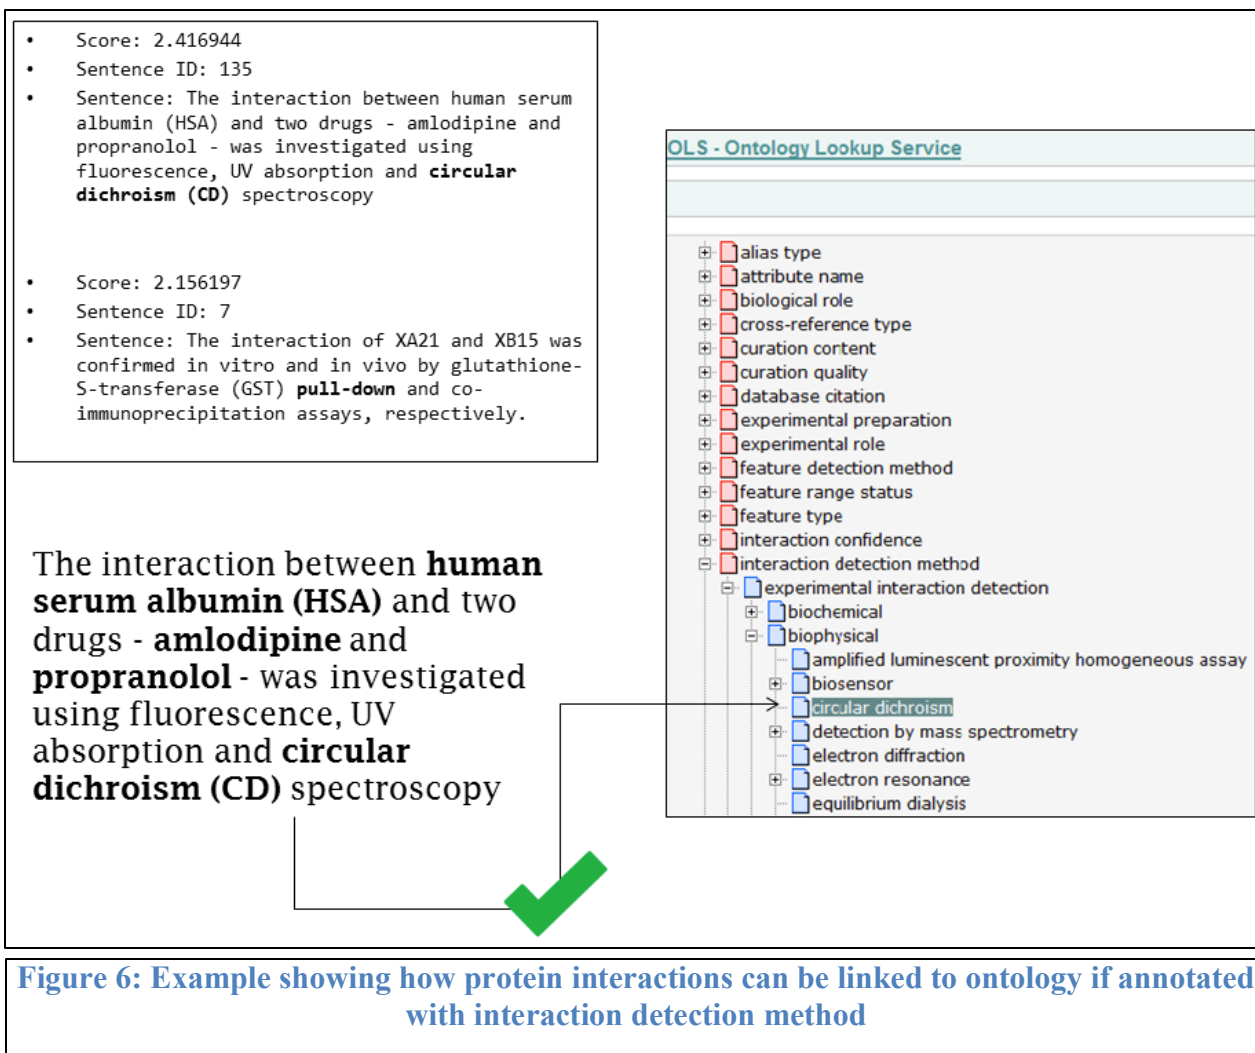 • Score: 2.416944
• Sentence ID: 135
• Sentence: The interaction between human serum
albumin (HSA) and two drugs - amlodipine and
propranolol - was investigated using
fluorescence, UV absorption and circular
dichroism (CD) spectroscopy
• Score: 2.156197
• Sentence ID: 7
• Sentence: The interaction of XA21 and XB15 was
confirmed in vitro and in vivo by glutathione-
S-transferase (GST) pull-down and co-
immunoprecipitation assays, respectively.
The interaction between human
serum albumin (HSA) and two
drugs - amlodipine and
propranolol - was investigated
using fluorescence, UV
absorption and circular
dichroism (CD) spectroscopy
OLS - Ontology Lookup Service
alias type
attribute name
biological role
cross-reference type
curation content
curation quality
database citation
experimental preparation
experimental role
feature detection method
feature range status
feature type
interaction confidence
interaction detection method
experimental interaction detection
biochemical
biophysical
amplified luminescent proximity homogeneous assay
biosensor
circular dichroism
detection by mass spectrometry
electron diffraction
electron resonance
equilibrium dialysis
Figure 6: Example showing how protein interactions can be linked to ontology if annotated
with interaction detection method